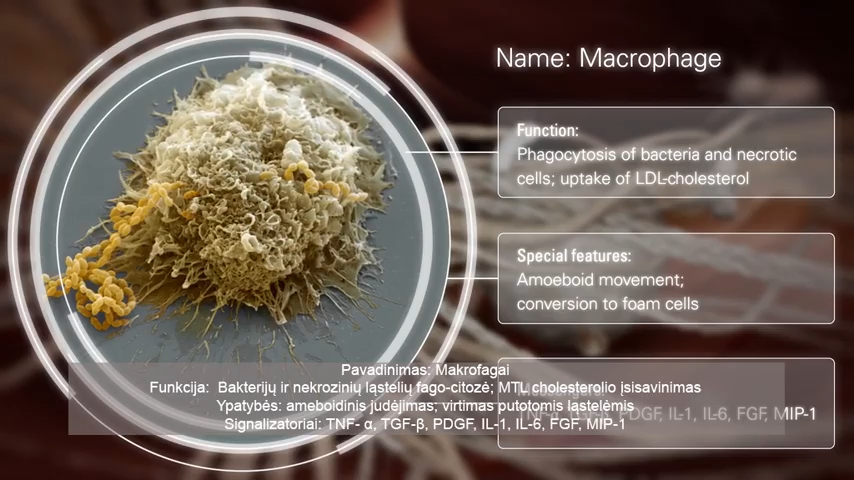 Name: Macrophage
Function:
Phagocytosis of bacteria and necrotic
cells; uptake of LDL-cholesterol
Special features:
Amoeboid movement;
conversion to foam cells
PDGF, IL-1, IL-6, FGF, MIP-1
Pavadinimas: Makrofagai
Funkcija: Bakterijų ir nekrozinių ląstelių fago-citozė; MTL cholesterolio įsisavinimas
Ypatybės: ameboidinis judėjimas; virtimas putotomis ląstelėmis
Signalizatoriai: TNF- α, TGF-β, PDGF, IL-1, IL-6, FGF, MIP-1